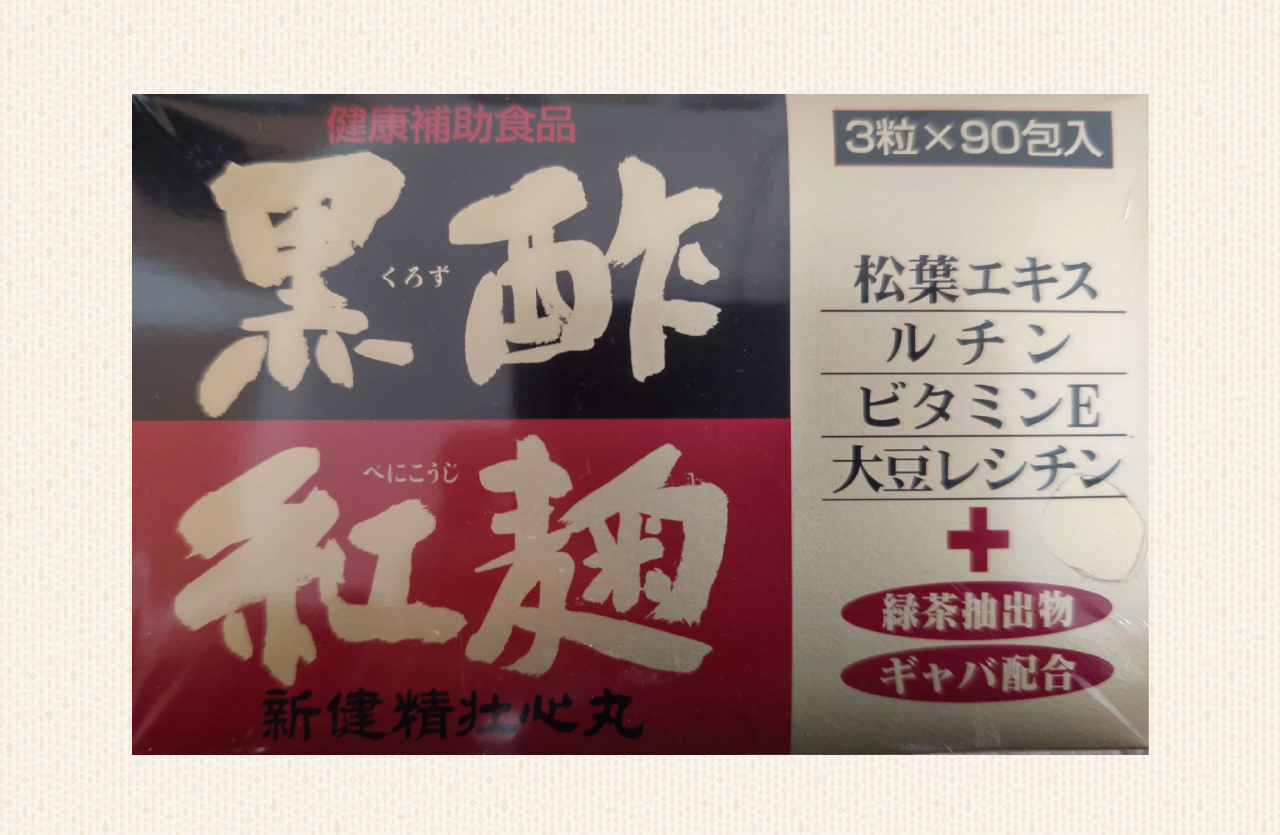 健康補助食品
黒酢
くろず
紅麹
べにこうじ
新健精壮心丸
3粒×90包入
松葉エキス
ルチン
ビタミンE
大豆レシチン
+
緑茶抽出物
ギャバ配合